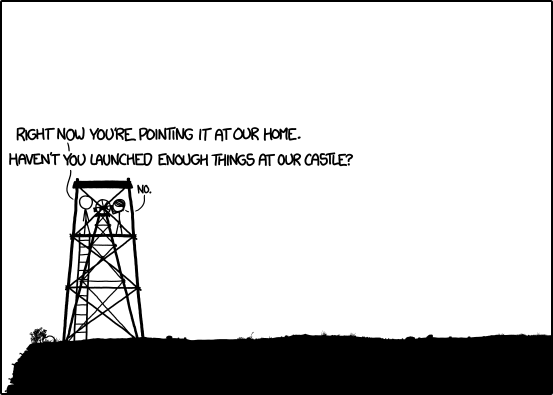 RIGHT NOW YOU'RE POINTING IT AT OUR HOME.
HAVEN'T YOU LAUNCHED ENOUGH THINGS AT OUR CASTLE?
NO.